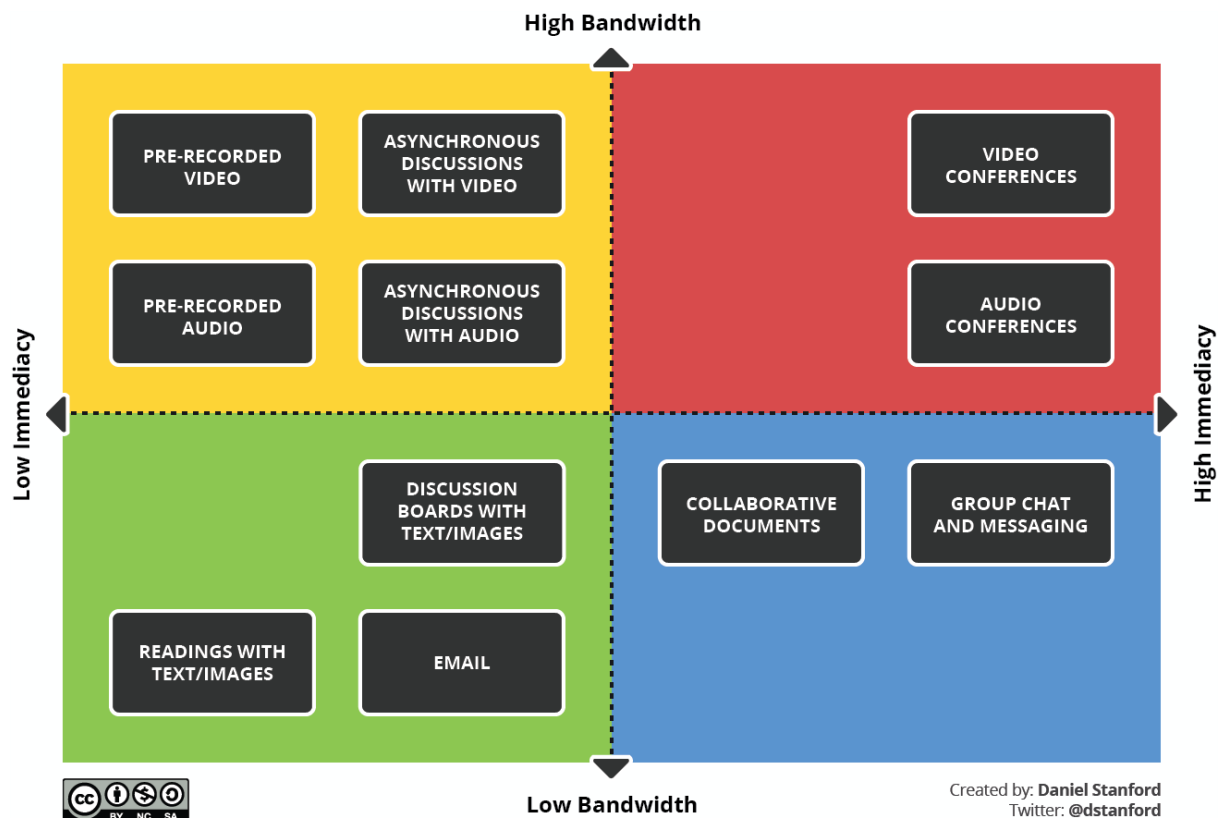 High Bandwidth
PRE-RECORDED
VIDEO
ASYNCHRONOUS
DISCUSSIONS
WITH VIDEO
VIDEO
CONFERENCES
PRE-RECORDED
AUDIO
ASYNCHRONOUS
DISCUSSIONS
WITH AUDIO
AUDIO
CONFERENCES
Low Immediacy
High Immediacy
DISCUSSION
BOARDS WITH
TEXT/IMAGES
COLLABORATIVE
DOCUMENTS
GROUP CHAT
AND MESSAGING
READINGS WITH
TEXT/IMAGES
EMAIL
Low Bandwidth
cc
BY NC SA
Created by: Daniel Stanford
Twitter: @dstanford